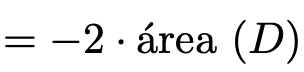 = −2 · área (D)